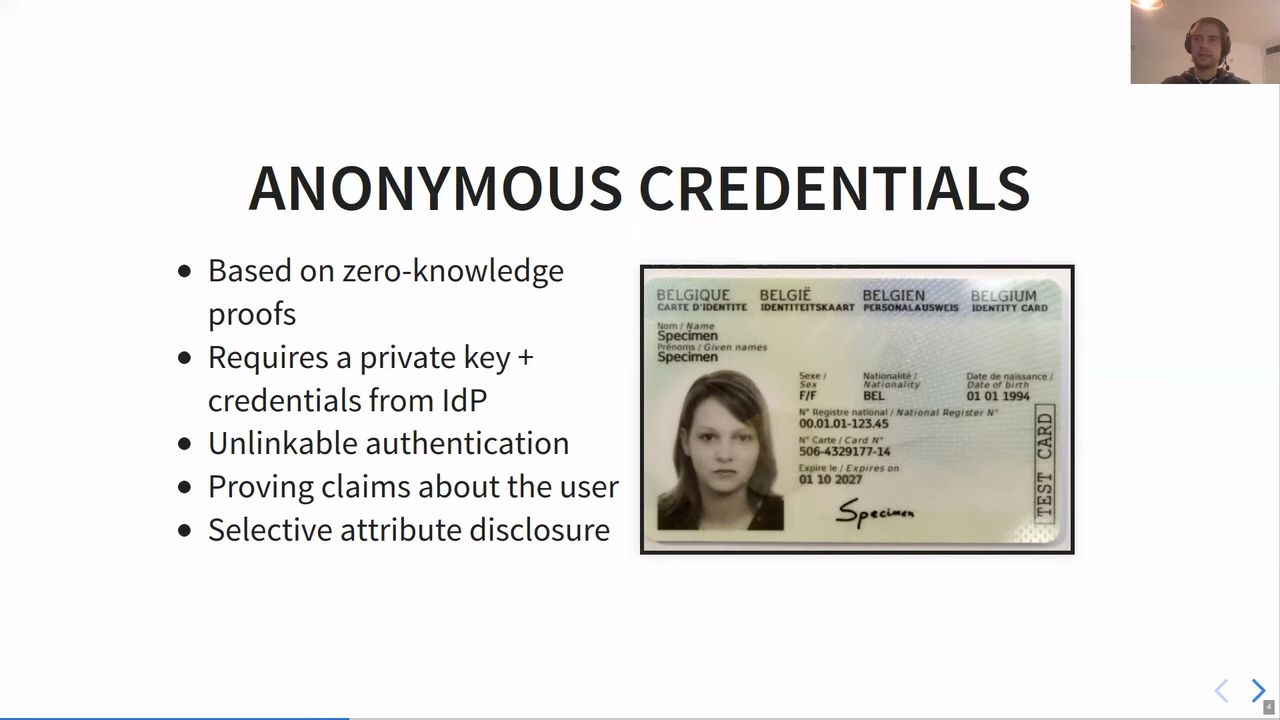 ANONYMOUS CREDENTIALS
Based on zero-knowledge
proofs
Requires a private key +
credentials from IdP
Unlinkable authentication
Proving claims about the user
Selective attribute disclosure
BELGIQUE BELGIË BELGIEN BELGIUM
CARTE D'IDENTITE IDENTITEITSKAART PERSONALAUSWEIS IDENTITY CARD
Nom / Name
Specimen
Prénoms / Given names
Specimen
Sexe / Nationalité / Date de naissance /
Sex Nationality Date of birth
F/F BEL 01 01 1994
N° Registre national / National Register N°
00.01.01-123.45
N° Carte / Card N°
506-4329177-14
Expire le / Expires on
01 10 2027
Specimen
TEST CARD
4